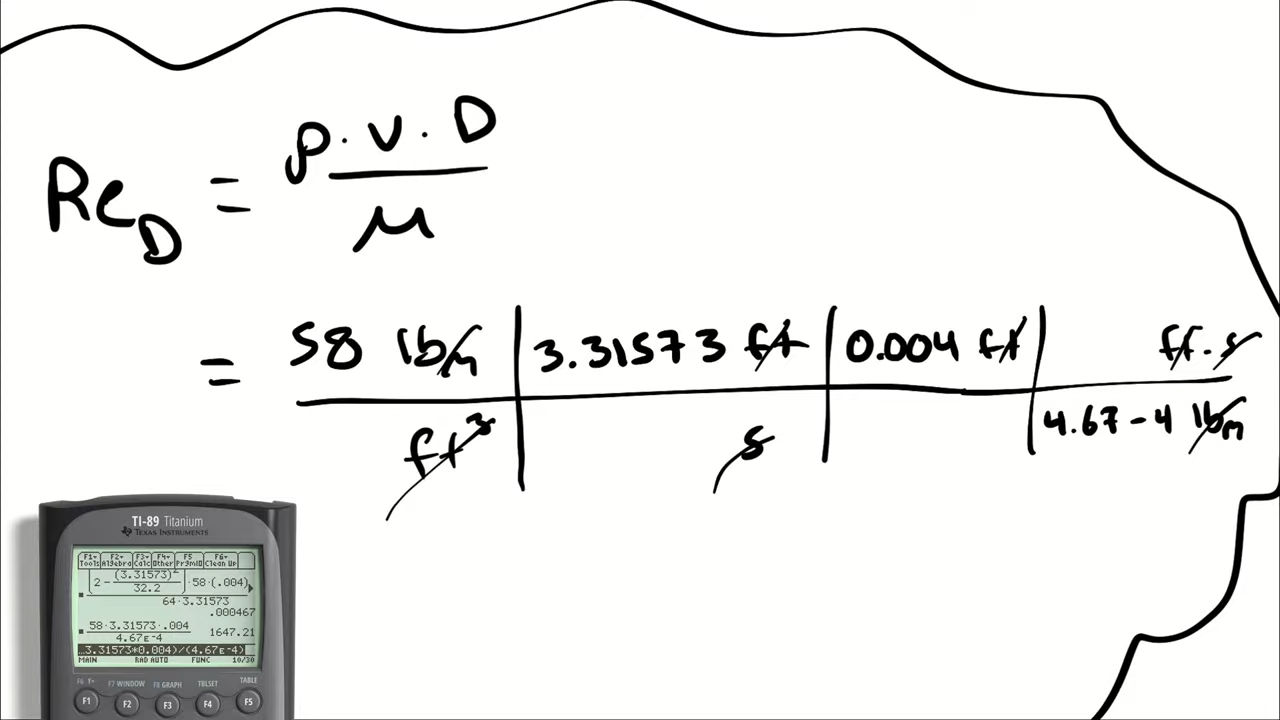 Re_D = ρ · v · D / μ
= 58 lbm | 3.31573 ft | 0.004 ft | ft · s
ft³ | s | | 4.67-4 lbm
TI-89 Titanium
TEXAS INSTRUMENTS
F1▾ F2▾ F3▾ F4▾ F5 F6▾
Tools Algebra Calc Other PrgmIO Clean Up
[2 - (3.31573)² / 32.2] · 58 · (.004)
64 · 3.31573
.000467
58 · 3.31573 · .004 / 4.67E-4 1647.21
…3.31573*0.004)/(4.67E-4)
MAIN RAD AUTO FUNC 10/30
F6 Y= F7 WINDOW F8 GRAPH TBLSET TABLE
F1 F2 F3 F4 F5